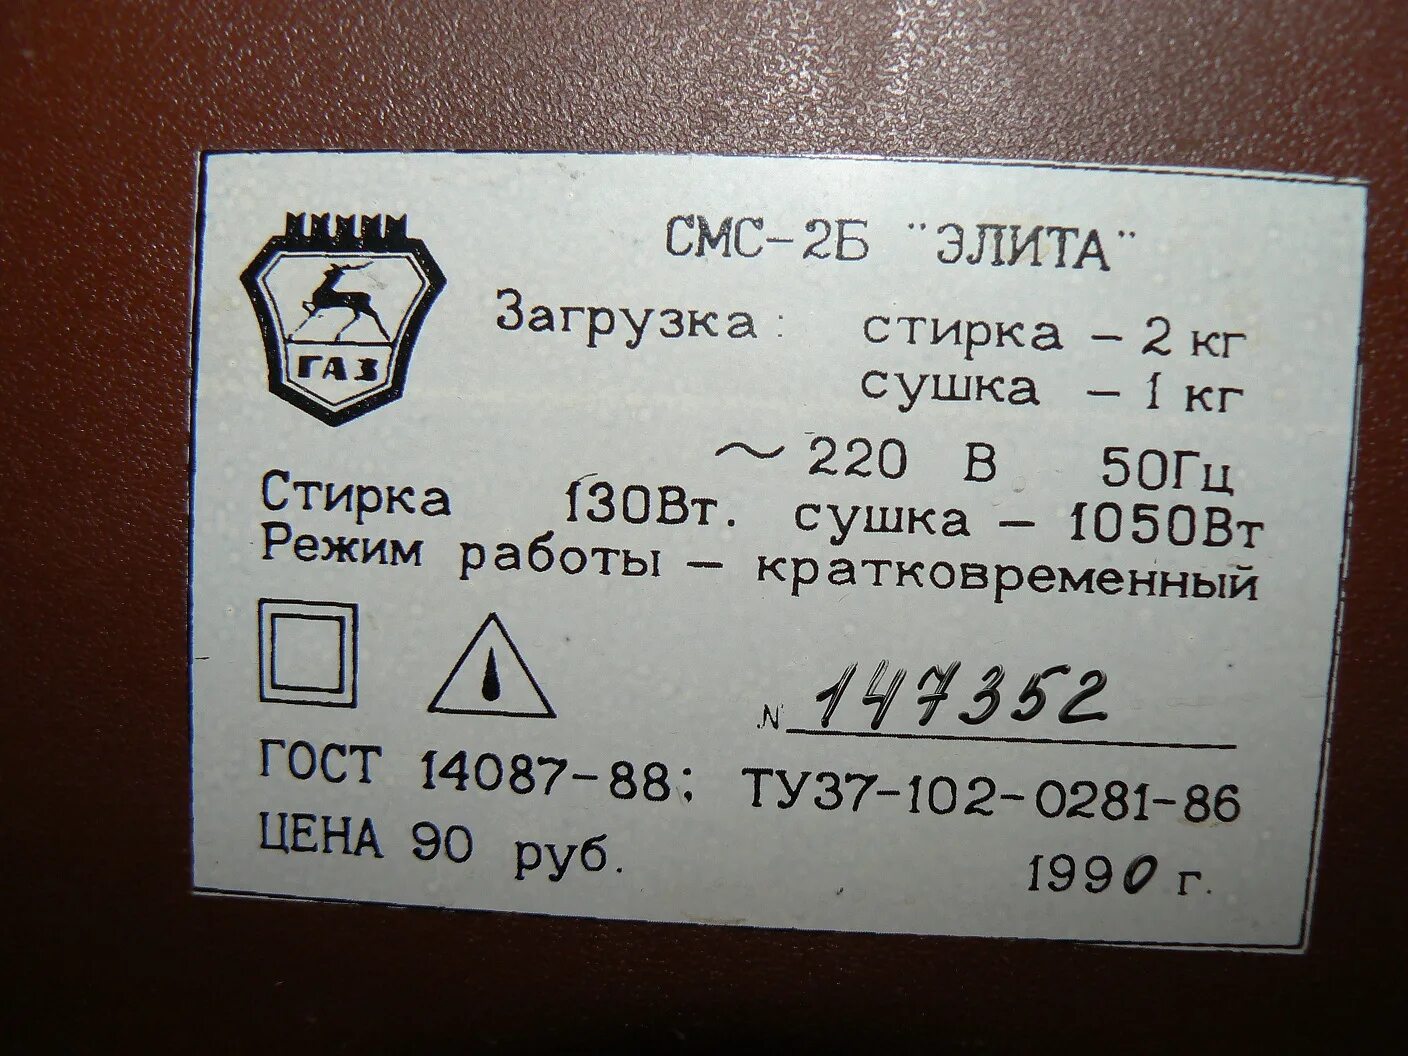 ГАЗ
СМС-2Б "ЭЛИТА"
Загрузка: стирка - 2 кг
сушка - 1 кг
~ 220 В 50Гц
Стирка 130Вт. сушка - 1050Вт
Режим работы - кратковременный
N 147352
ГОСТ 14087-88; ТУ37-102-0281-86
ЦЕНА 90 руб. 1990 г.